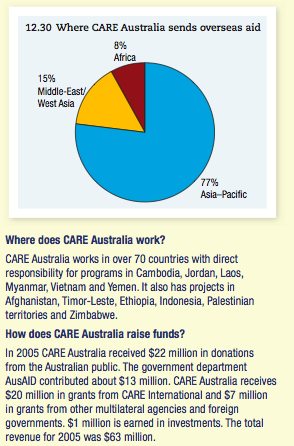 12.30 Where CARE Australia sends overseas aid
8%
Africa
15%
Middle-East/
West Asia
77%
Asia–Pacific
Where does CARE Australia work?
CARE Australia works in over 70 countries with direct
responsibility for programs in Cambodia, Jordan, Laos,
Myanmar, Vietnam and Yemen. It also has projects in
Afghanistan, Timor-Leste, Ethiopia, Indonesia, Palestinian
territories and Zimbabwe.
How does CARE Australia raise funds?
In 2005 CARE Australia received $22 million in donations
from the Australian public. The government department
AusAID contributed about $13 million. CARE Australia receives
$20 million in grants from CARE International and $7 million
in grants from other multilateral agencies and foreign
governments. $1 million is earned in investments. The total
revenue for 2005 was $63 million.